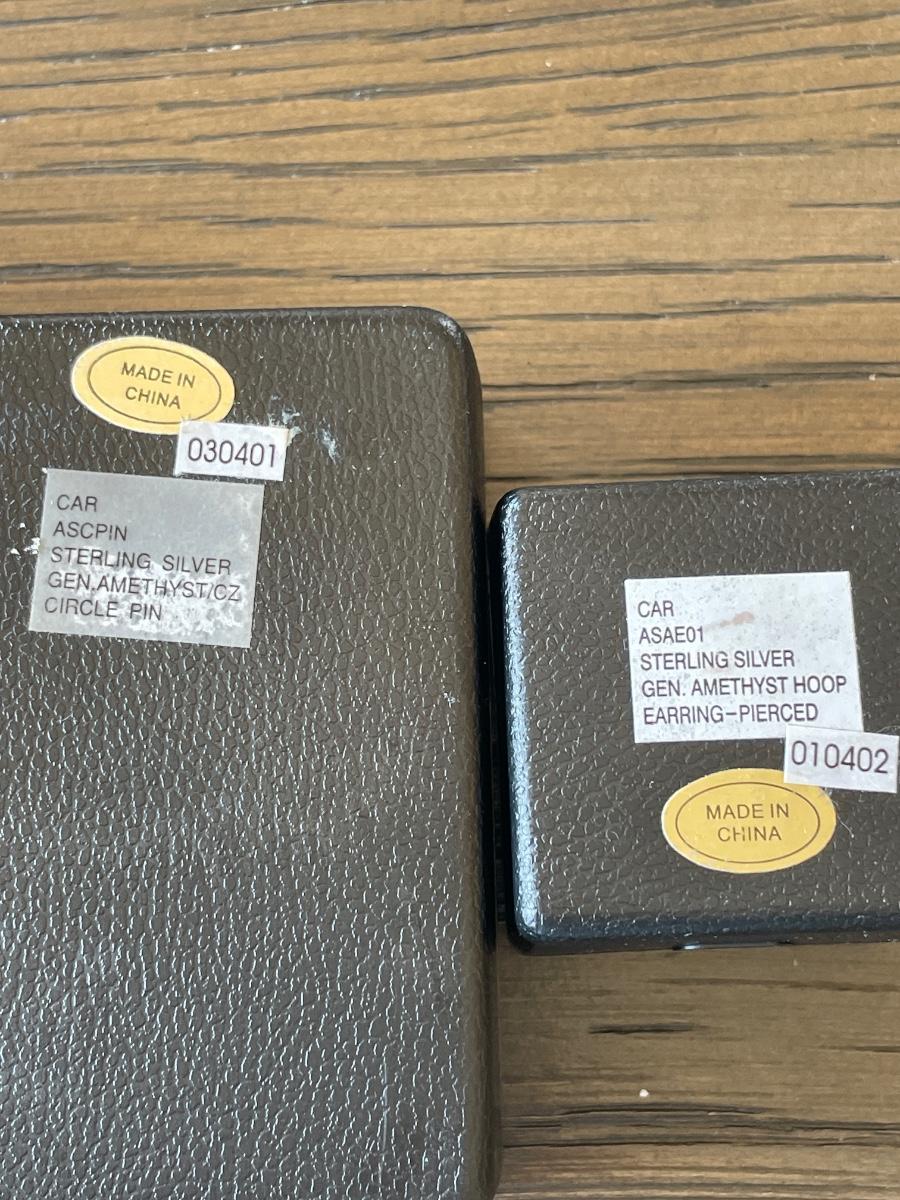 MADE IN
CHINA
030401
CAR
ASCPIN
STERLING SILVER
GEN.AMETHYST/CZ
CIRCLE PIN
CAR
ASAE01
STERLING SILVER
GEN. AMETHYST HOOP
EARRING-PIERCED
010402
MADE IN
CHINA